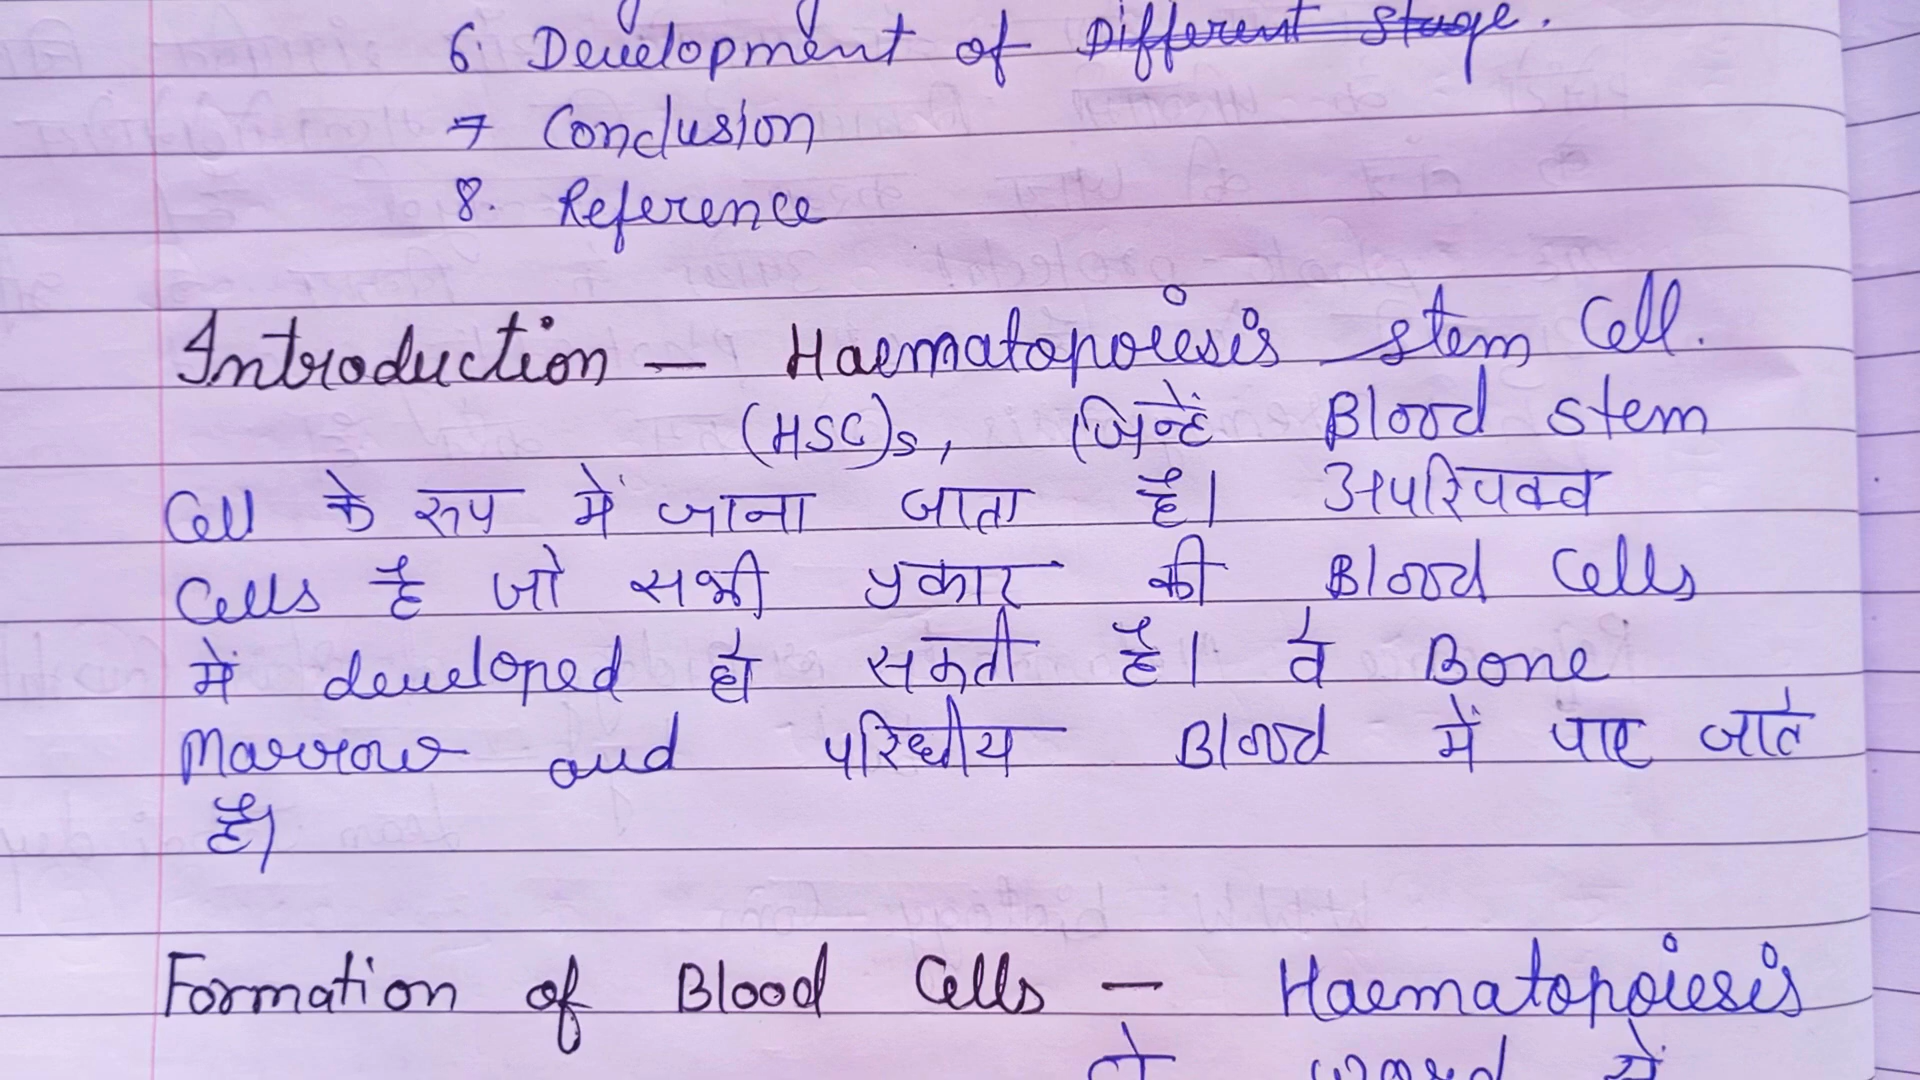 6. Development of Different stage.
7 Conclusion
8. Reference
Introduction — Haematopoiesis stem Cell.
(HSC)s, जिन्हें Blood stem
Cell के रूप में जाना जाता है। अपरिपक्व
Cells है जो सभी प्रकार की Blood Cells
में developed हो सकती है। वे Bone
Marrow and परिधीय Blood में पाए जाते
है।
Formation of Blood Cells — Haematopoiesis